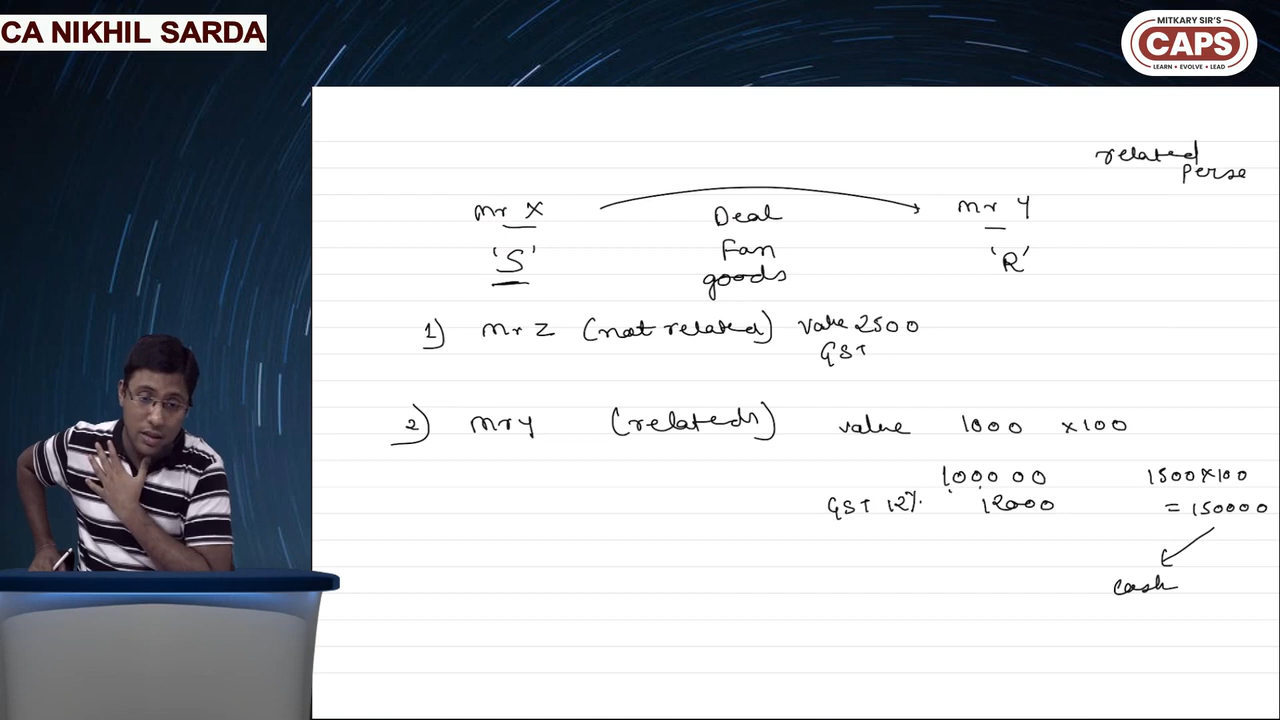 CA NIKHIL SARDA
MITKARY SIR'S
CAPS
LEARN • EVOLVE • LEAD
related
Perso
Mr X Deal Mr Y
'S' Fan 'R'
goods
1) Mr Z (not related) Value 2500
GST
2) Mr Y (related) value 1000 x100
100000 1500x100
GST 12% 12000 = 150000
cash